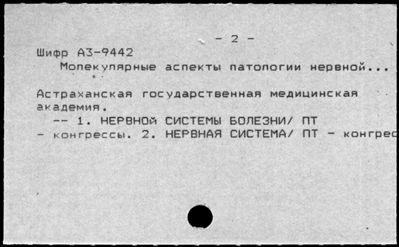 - 2 -
Шифр А3-9442
Молекулярные аспекты патологии нервной...
Астраханская государственная медицинская
академия.
-- 1. НЕРВНОЙ СИСТЕМЫ БОЛЕЗНИ/ ПТ
- конгрессы. 2. НЕРВНАЯ СИСТЕМА/ ПТ - конгрес